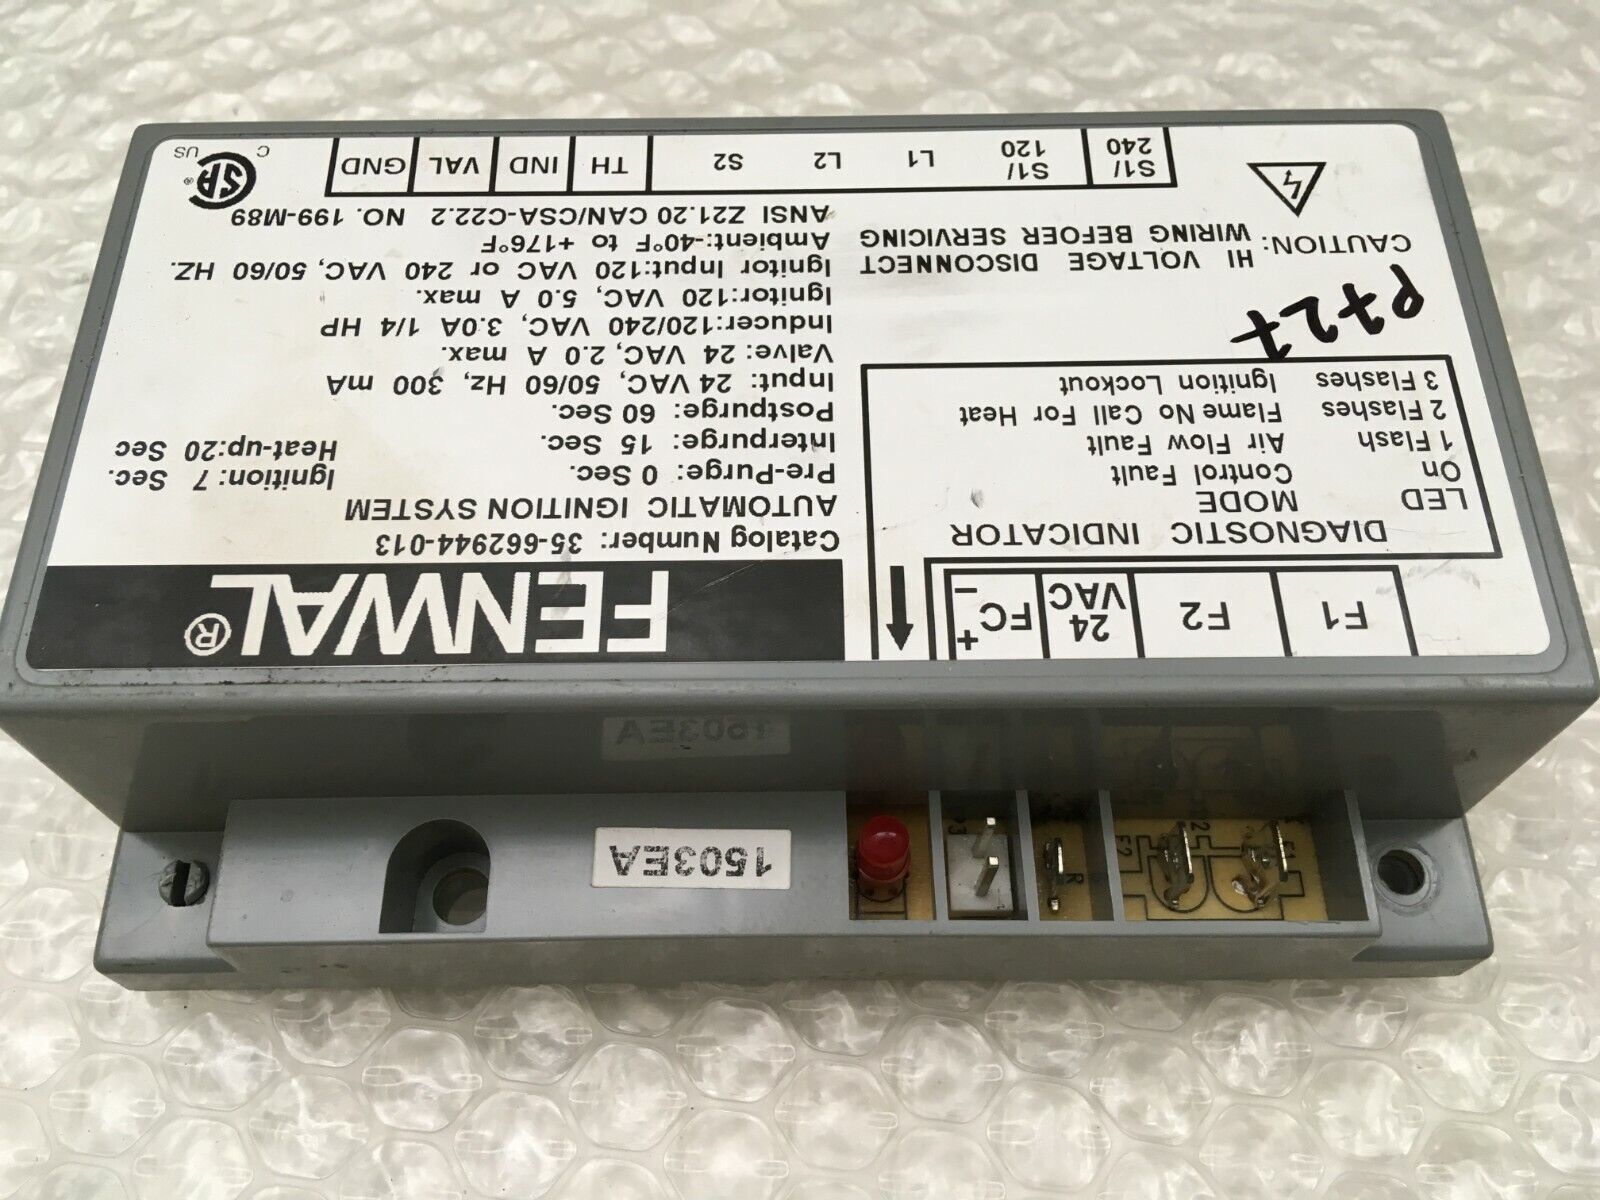 FENWAL®
Catalog Number: 35-662944-013
AUTOMATIC IGNITION SYSTEM
Pre-Purge: 0 Sec. Ignition: 7 Sec.
Interpurge: 15 Sec. Heat-up:20 Sec
Postpurge: 60 Sec.
Input: 24 VAC, 50/60 Hz, 300 mA
Valve: 24 VAC, 2.0 A max.
Inducer:120/240 VAC, 3.0A 1/4 HP
Ignitor:120 VAC, 5.0 A max.
Ignitor Input:120 VAC or 240 VAC, 50/60 HZ.
Ambient:-40°F to +176°F
ANSI Z21.20 CAN/CSA-C22.2 NO. 199-M89
F1 F2 24 VAC FC + -
DIAGNOSTIC INDICATOR
LED MODE
On Control Fault
1 Flash Air Flow Fault
2 Flashes Flame No Call For Heat
3 Flashes Ignition Lockout
P727
CAUTION: HI VOLTAGE DISCONNECT
WIRING BEFOER SERVICING
S1/240 S1/120 L1 L2 S2 TH IND VAL GND
C SA® US
1503EA
F2
R